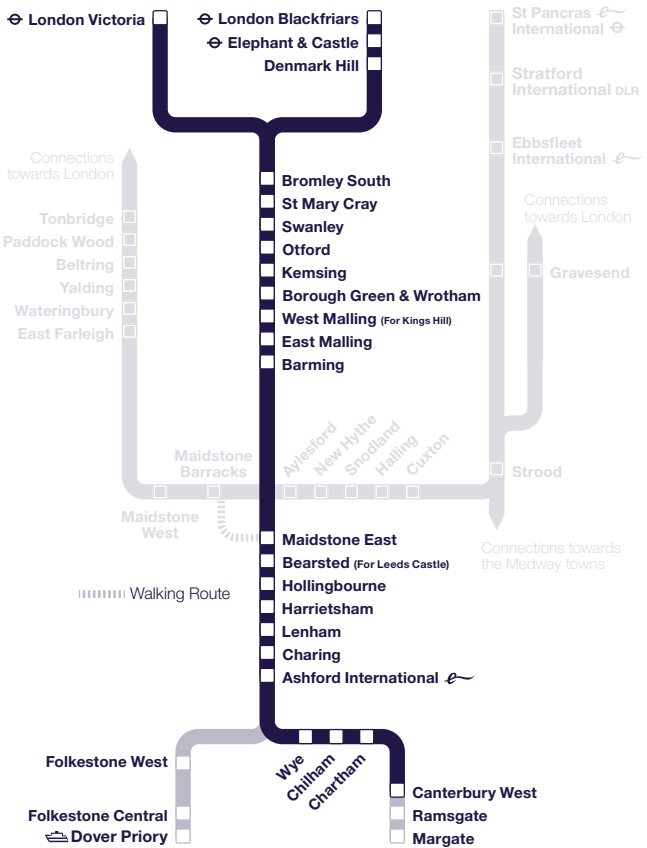 London Victoria
London Blackfriars
Elephant & Castle
Denmark Hill
St Pancras
International
Stratford
International DLR
Ebbsfleet
International
Connections
towards London
Connections
towards London
Tonbridge
Paddock Wood
Beltring
Yalding
Wateringbury
East Farleigh
Bromley South
St Mary Cray
Swanley
Otford
Kemsing
Borough Green & Wrotham
West Malling (For Kings Hill)
East Malling
Barming
Gravesend
Maidstone
Barracks
Aylesford
New Hythe
Snodland
Halling
Cuxton
Strood
Maidstone
West
Connections towards
the Medway towns
Maidstone East
Bearsted (For Leeds Castle)
Hollingbourne
Harrietsham
Lenham
Charing
Ashford International
Walking Route
Folkestone West
Folkestone Central
Dover Priory
Wye
Chilham
Chartham
Canterbury West
Ramsgate
Margate